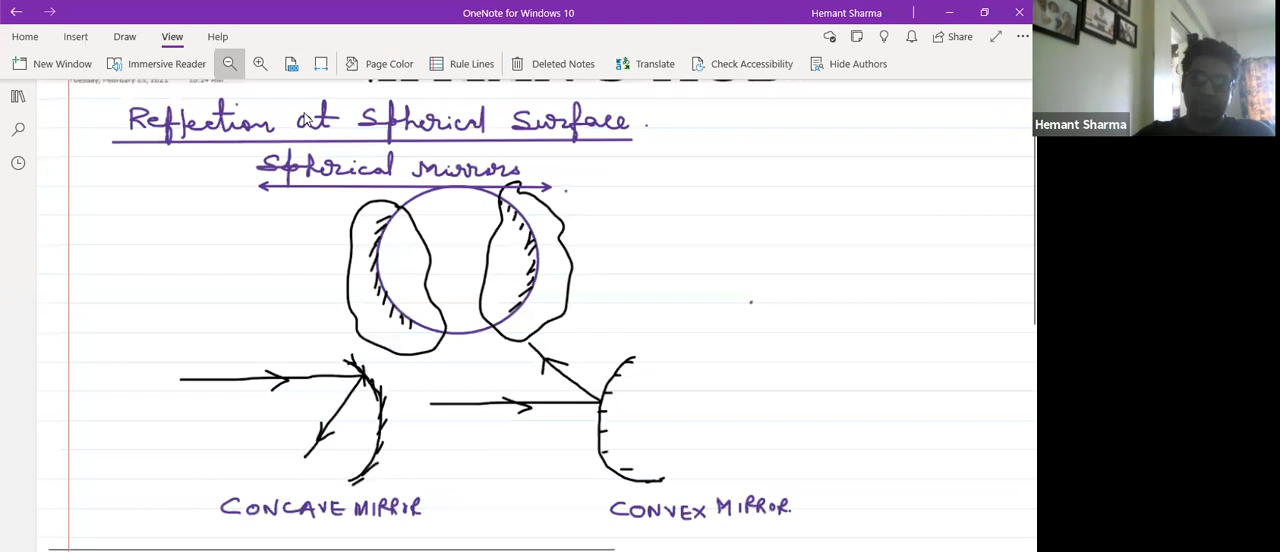 OneNote for Windows 10
Hemant Sharma
Home Insert Draw View Help
Share
New Window Immersive Reader Page Color Rule Lines Deleted Notes Translate Check Accessibility Hide Authors
Reflection at Spherical Surface.
Spherical Mirrors
CONCAVE MIRROR
CONVEX MIRROR.
Hemant Sharma